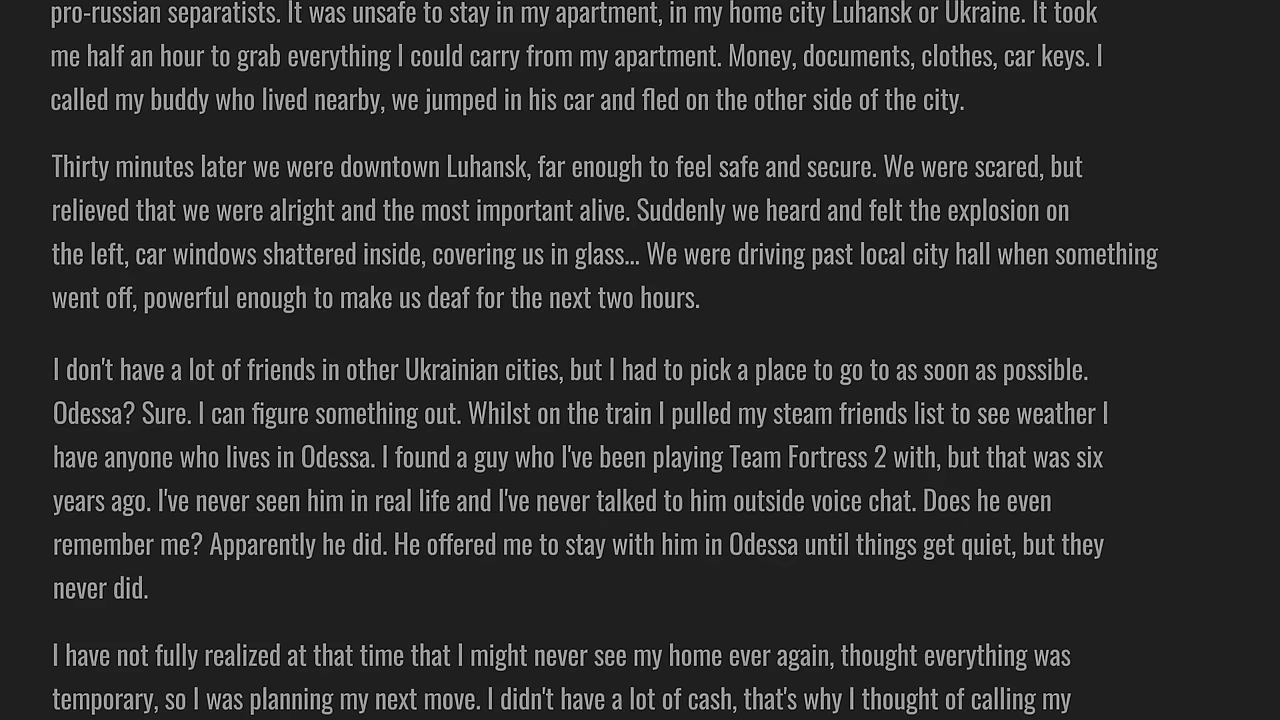 pro-russian separatists. It was unsafe to stay in my apartment, in my home city Luhansk or Ukraine. It took
me half an hour to grab everything I could carry from my apartment. Money, documents, clothes, car keys. I
called my buddy who lived nearby, we jumped in his car and fled on the other side of the city.
Thirty minutes later we were downtown Luhansk, far enough to feel safe and secure. We were scared, but
relieved that we were alright and the most important alive. Suddenly we heard and felt the explosion on
the left, car windows shattered inside, covering us in glass... We were driving past local city hall when something
went off, powerful enough to make us deaf for the next two hours.
I don't have a lot of friends in other Ukrainian cities, but I had to pick a place to go to as soon as possible.
Odessa? Sure. I can figure something out. Whilst on the train I pulled my steam friends list to see weather I
have anyone who lives in Odessa. I found a guy who I've been playing Team Fortress 2 with, but that was six
years ago. I've never seen him in real life and I've never talked to him outside voice chat. Does he even
remember me? Apparently he did. He offered me to stay with him in Odessa until things get quiet, but they
never did.
I have not fully realized at that time that I might never see my home ever again, thought everything was
temporary, so I was planning my next move. I didn't have a lot of cash, that's why I thought of calling my